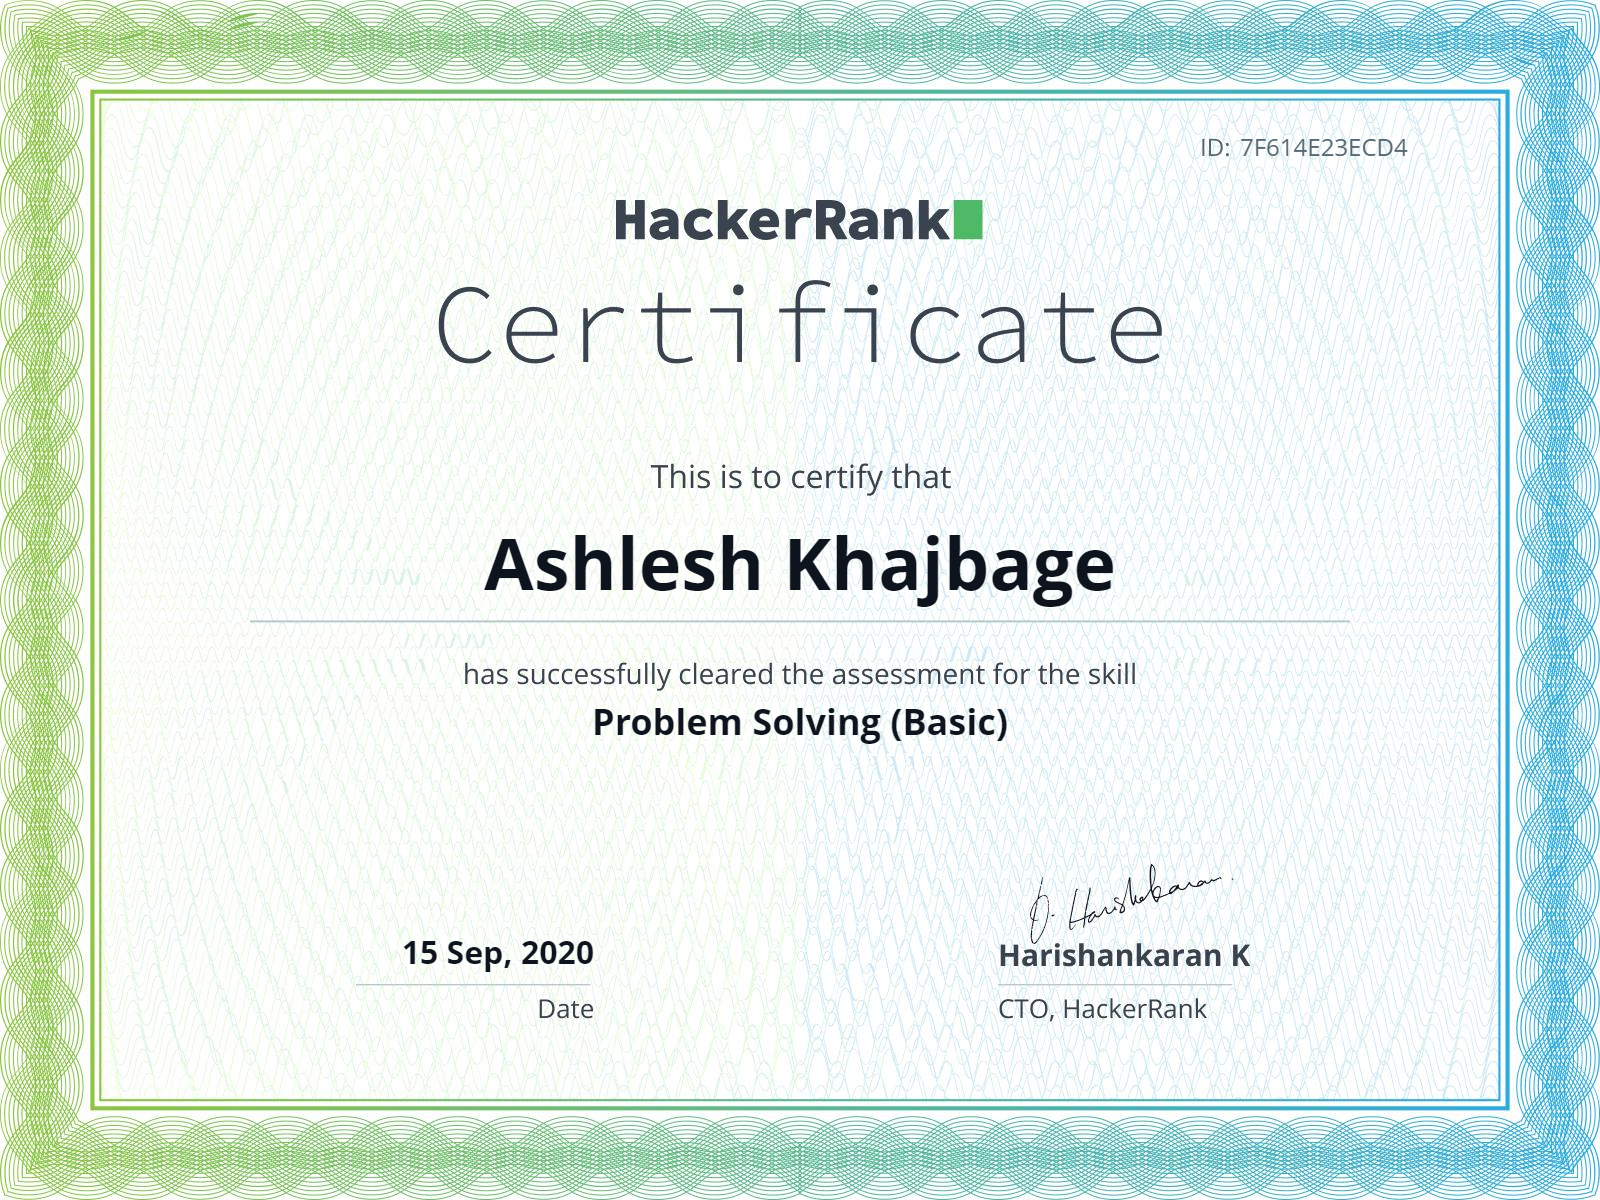 ID: 7F614E23ECD4
HackerRank
Certificate
This is to certify that
Ashlesh Khajbage
has successfully cleared the assessment for the skill
Problem Solving (Basic)
15 Sep, 2020
Date
Harishankaran
Harishankaran K
CTO, HackerRank